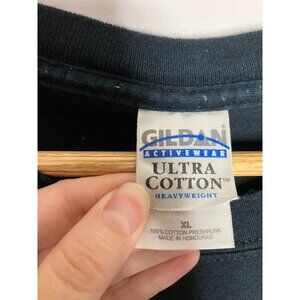 GILDAN
ACTIVEWEAR
ULTRA
COTTON™
HEAVYWEIGHT
XL
100% COTTON PRESHRUNK
MADE IN HONDURAS